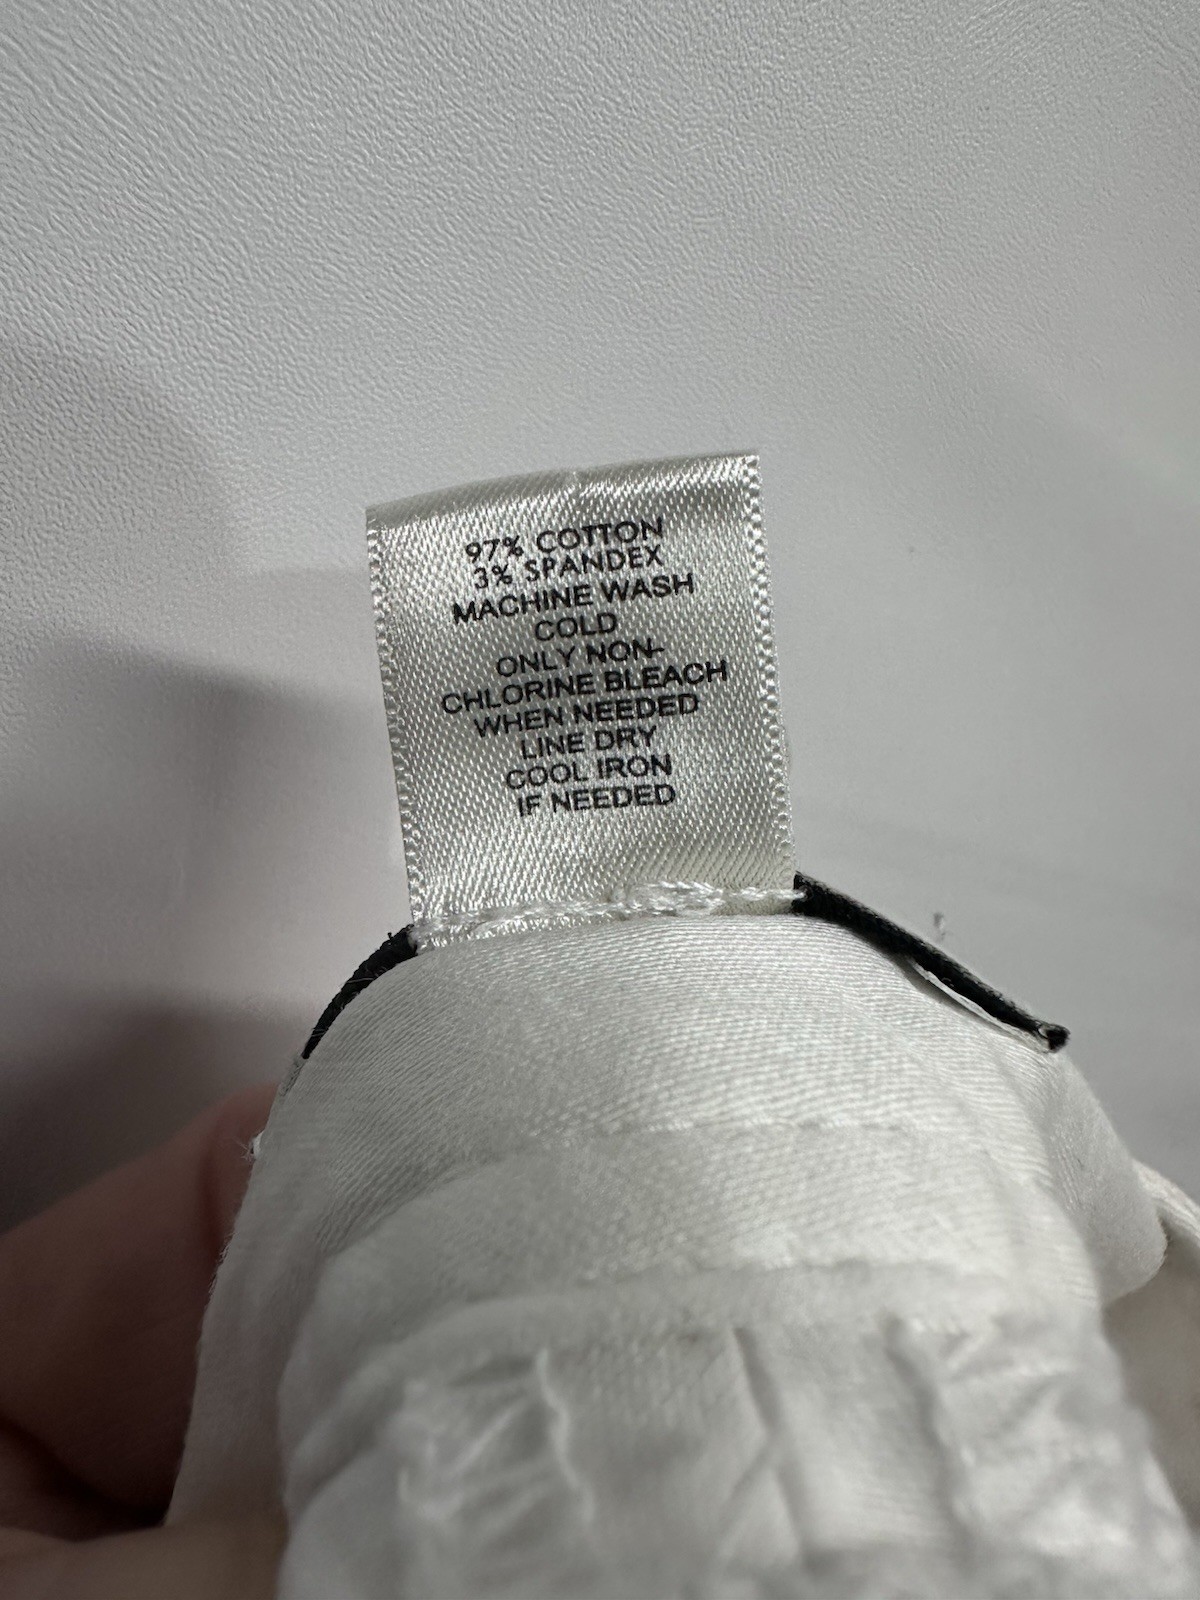 97% COTTON
3% SPANDEX
MACHINE WASH
COLD
ONLY NON-
CHLORINE BLEACH
WHEN NEEDED
LINE DRY
COOL IRON
IF NEEDED